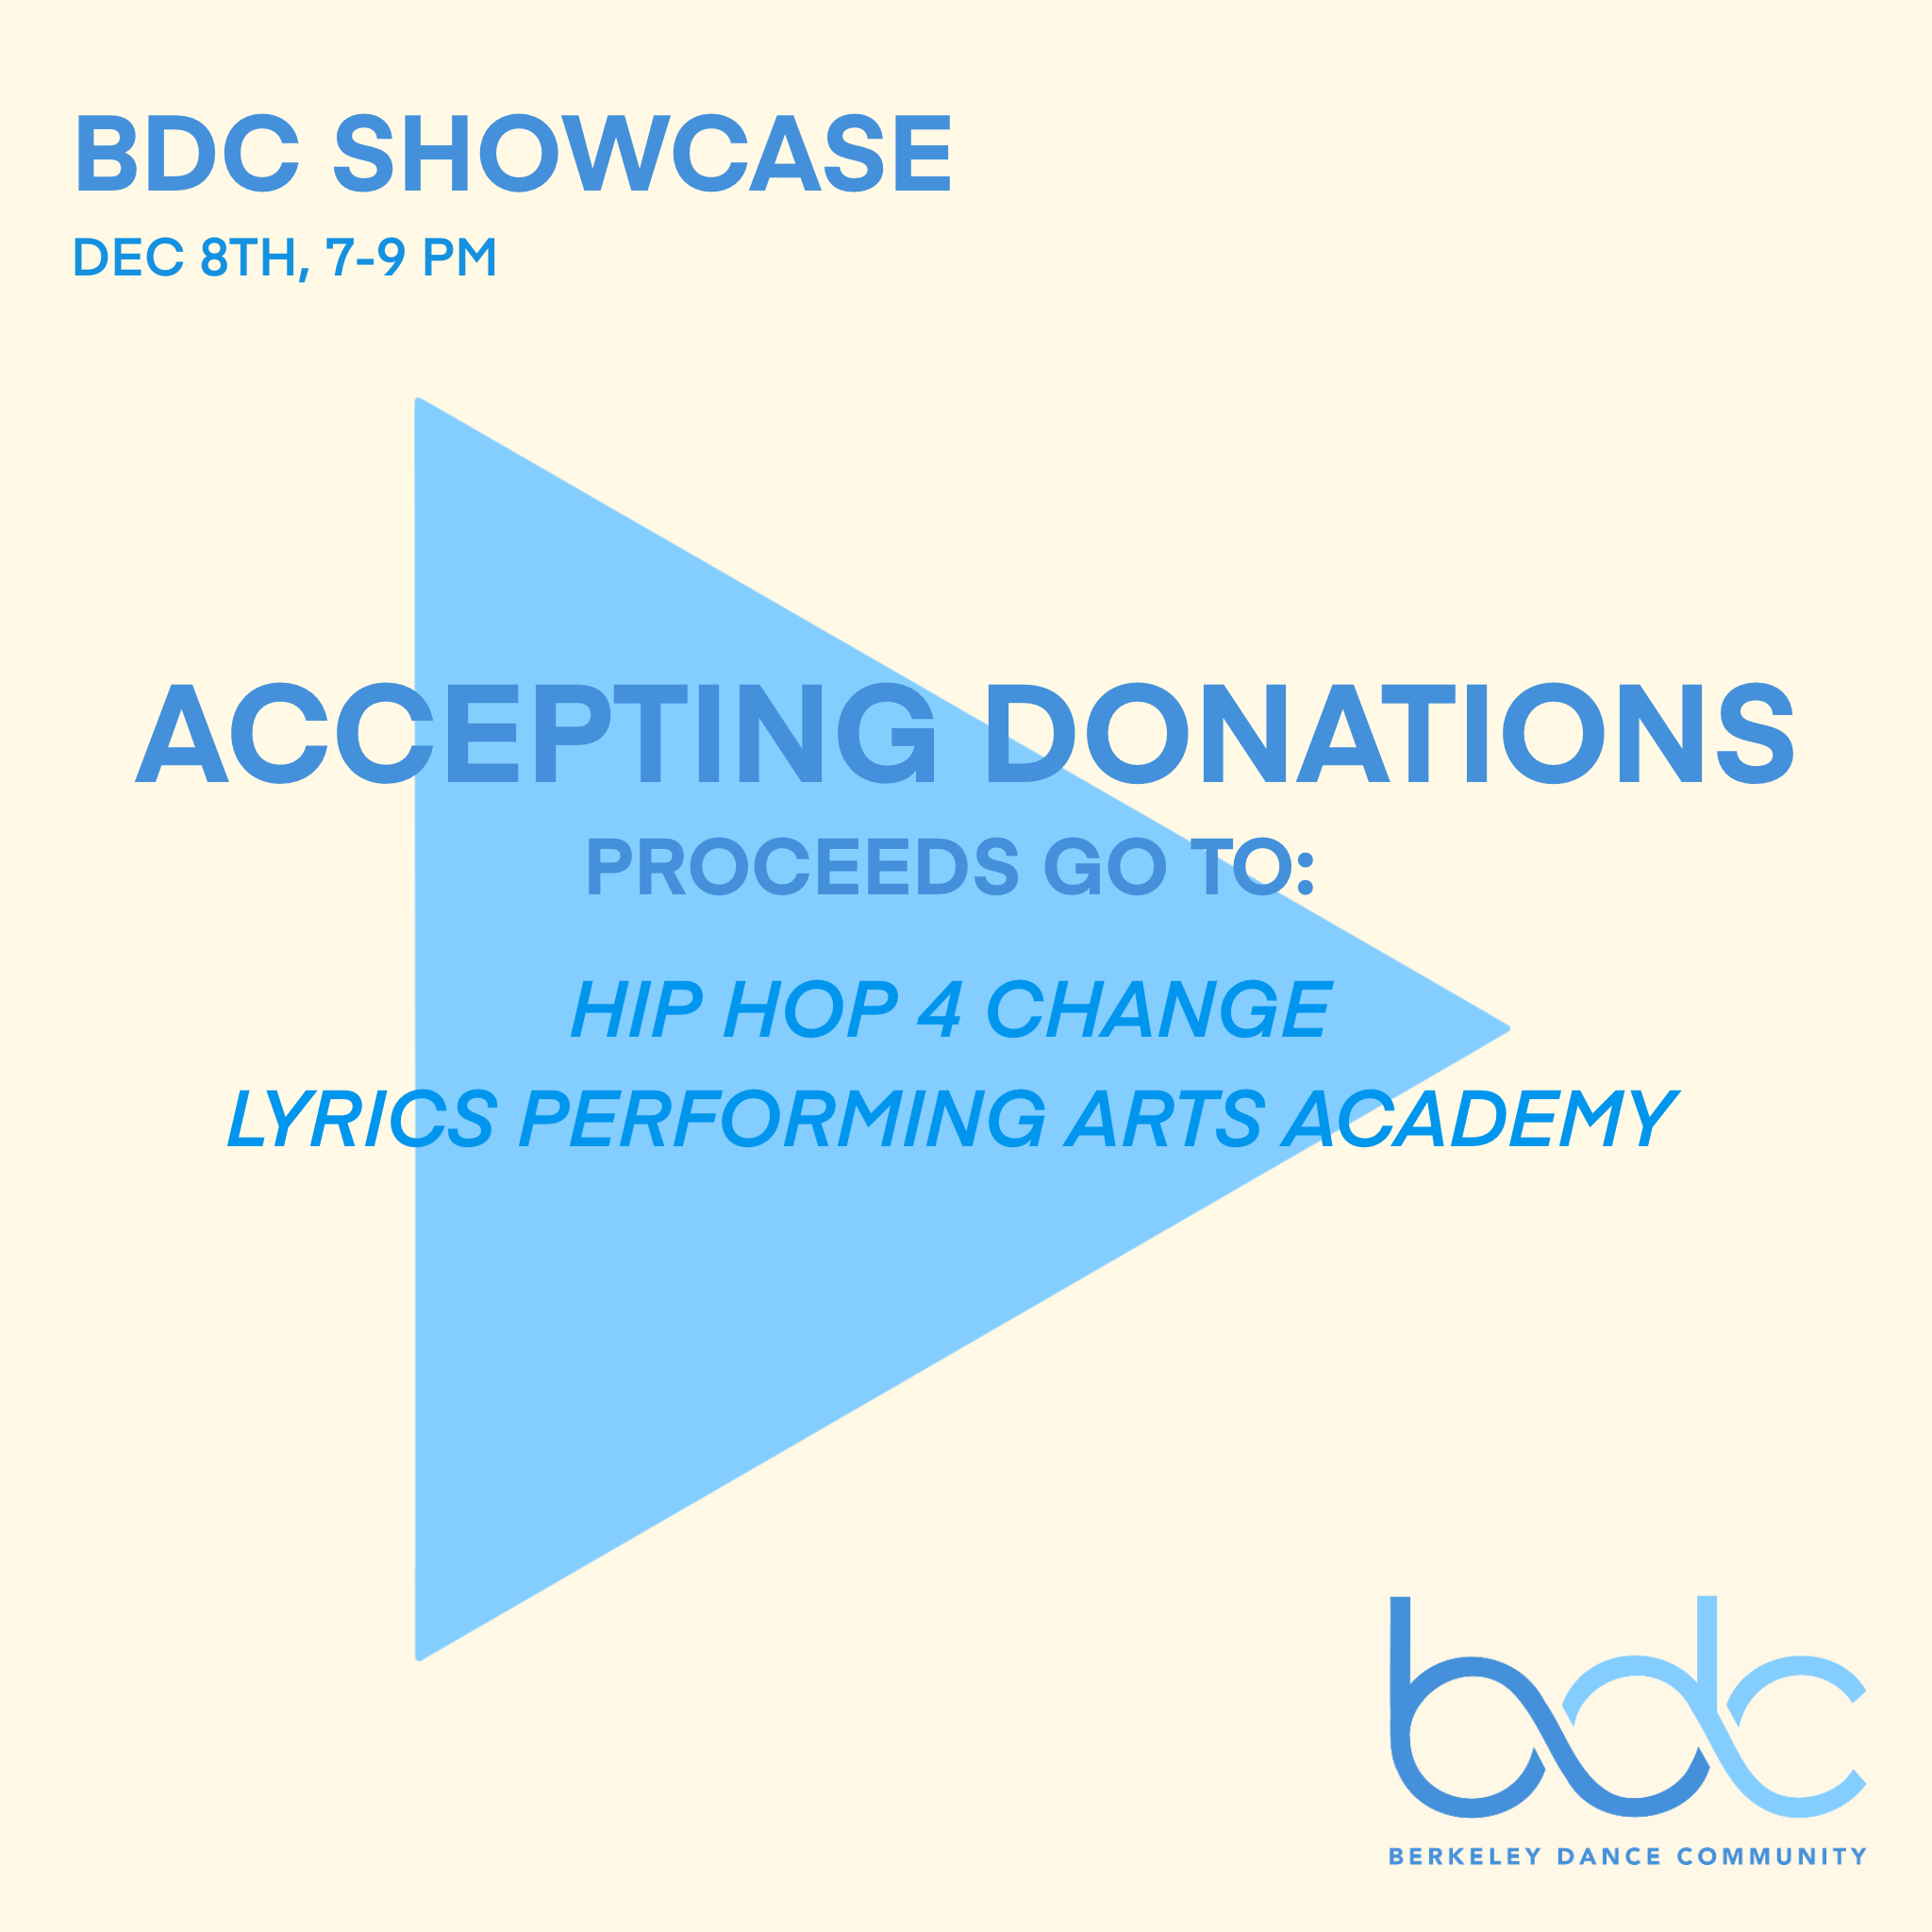 BDC SHOWCASE
DEC 8TH, 7-9 PM
ACCEPTING DONATIONS
PROCEEDS GO TO:
HIP HOP 4 CHANGE
LYRICS PERFORMING ARTS ACADEMY
bdc
BERKELEY DANCE COMMUNITY